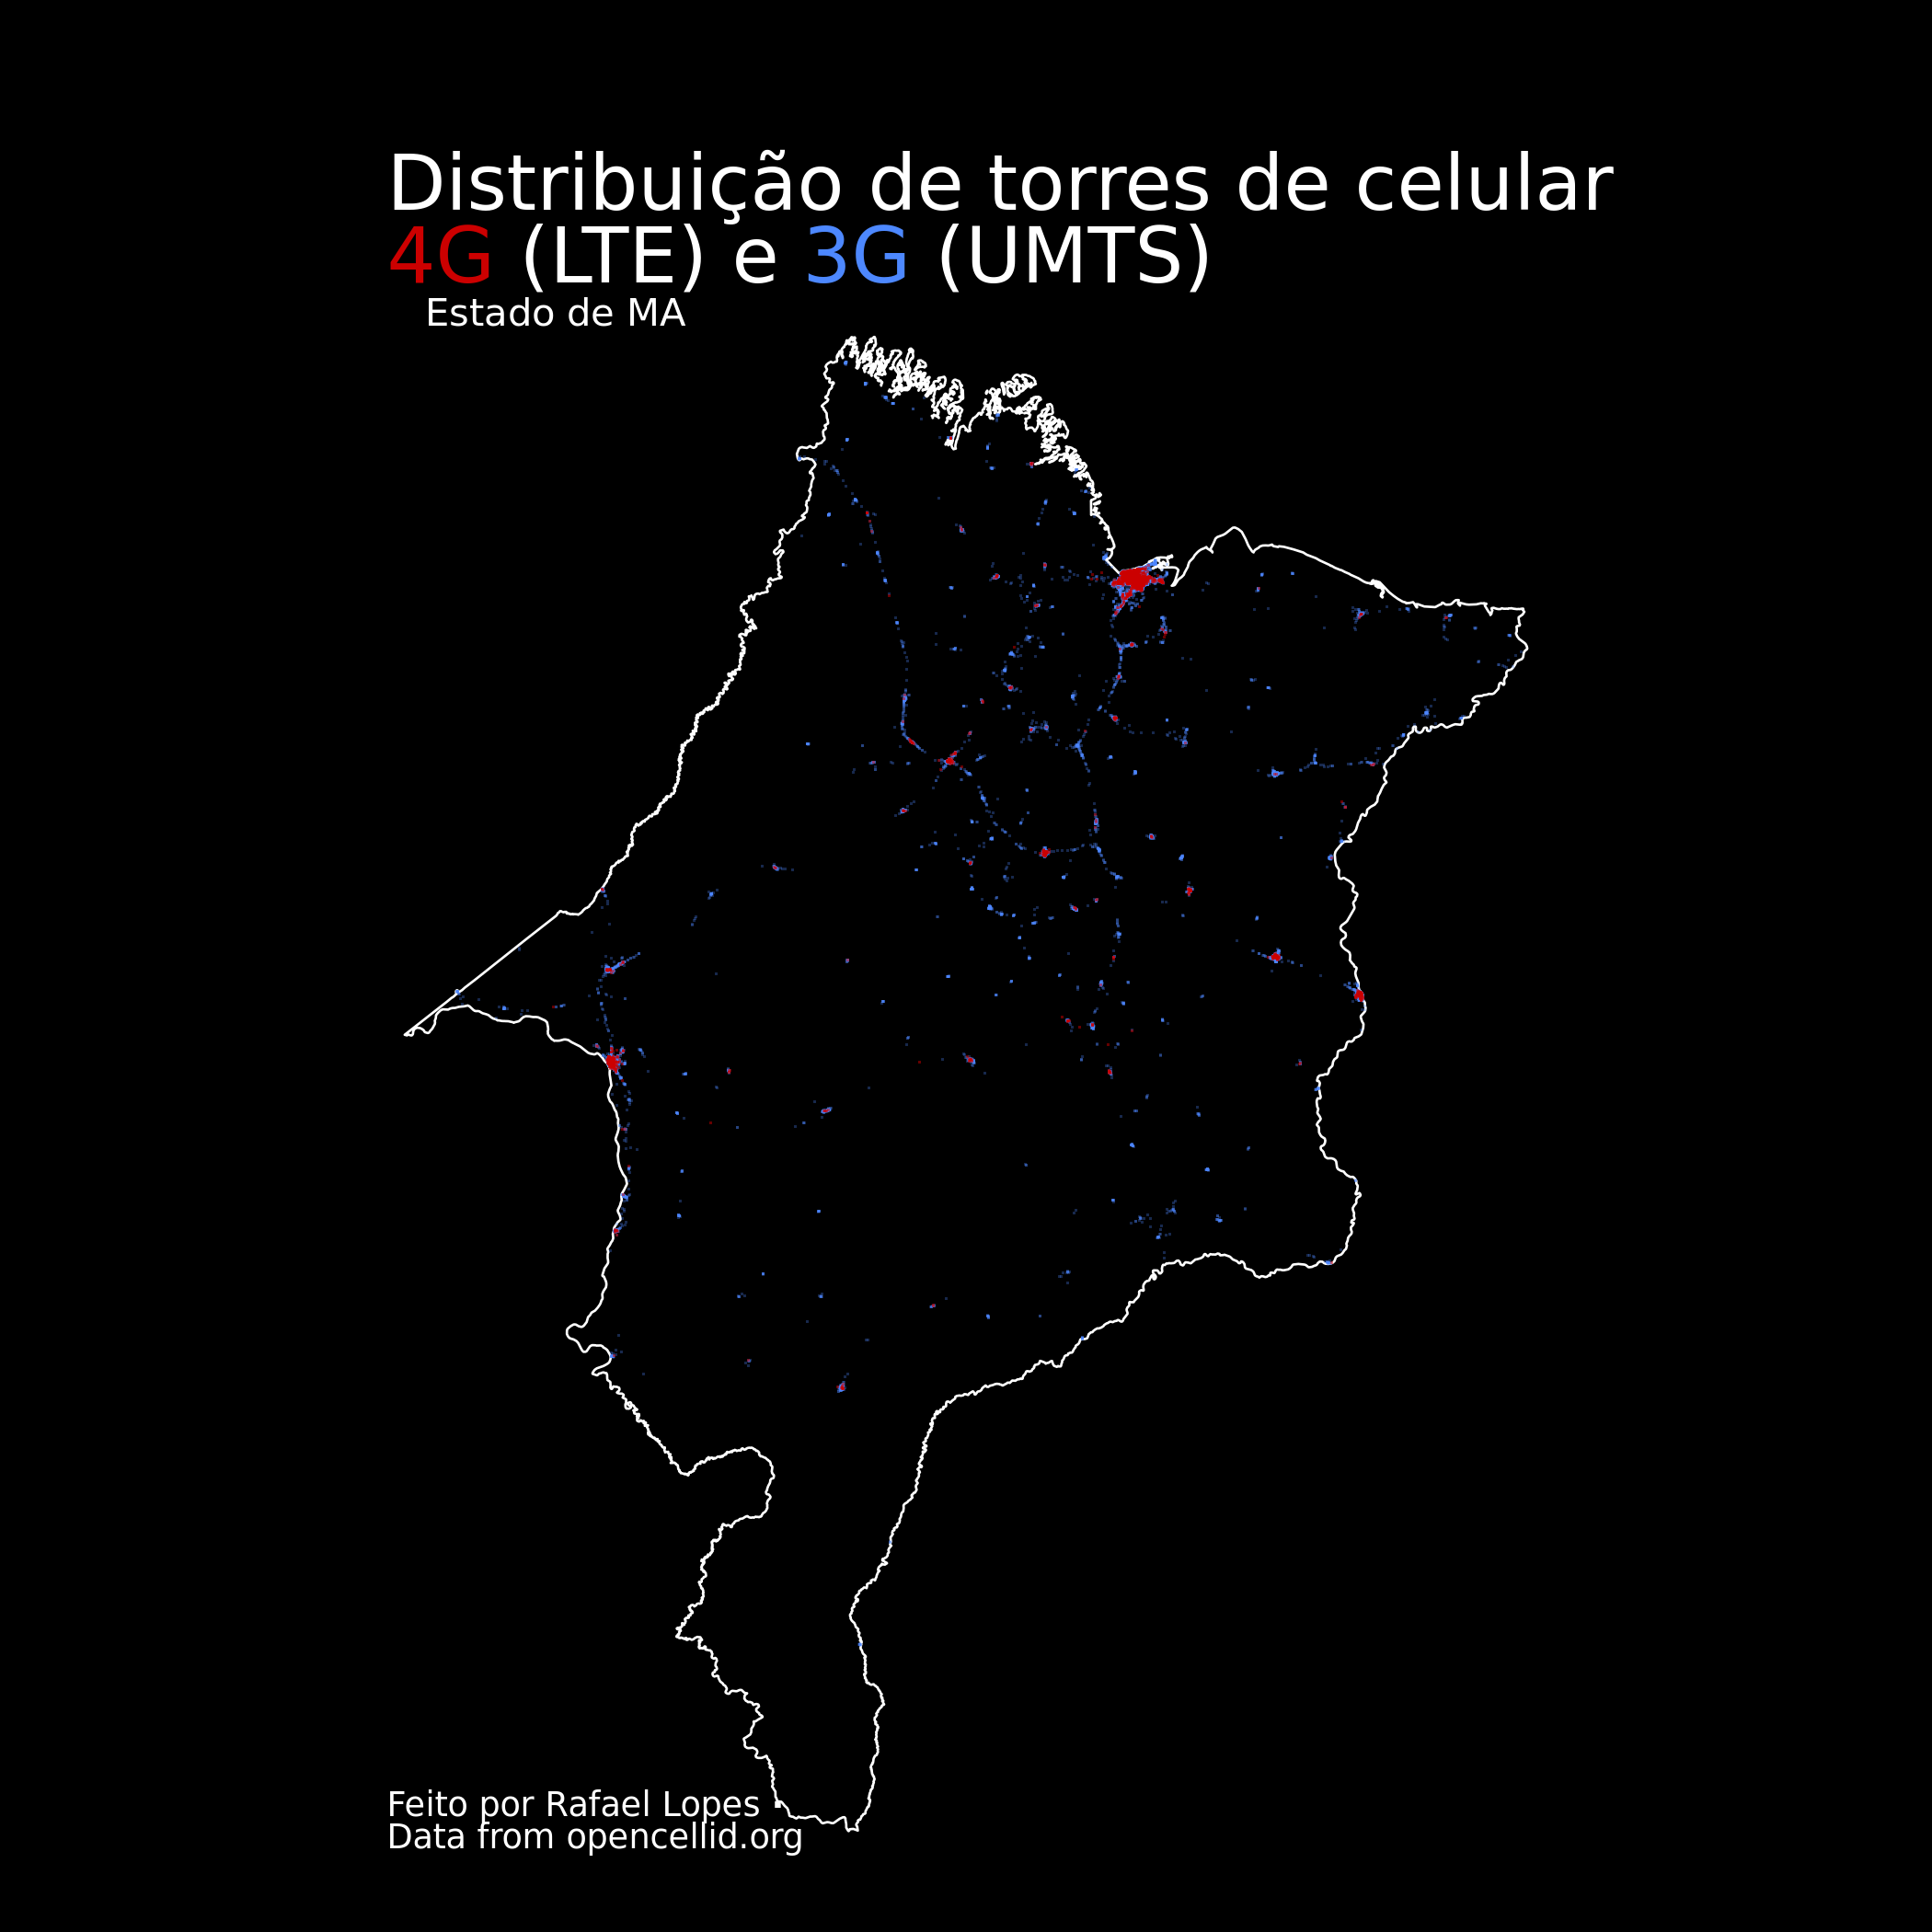 Distribuição de torres de celular
4G (LTE) e 3G (UMTS)
Estado de MA
Feito por Rafael Lopes
Data from opencellid.org